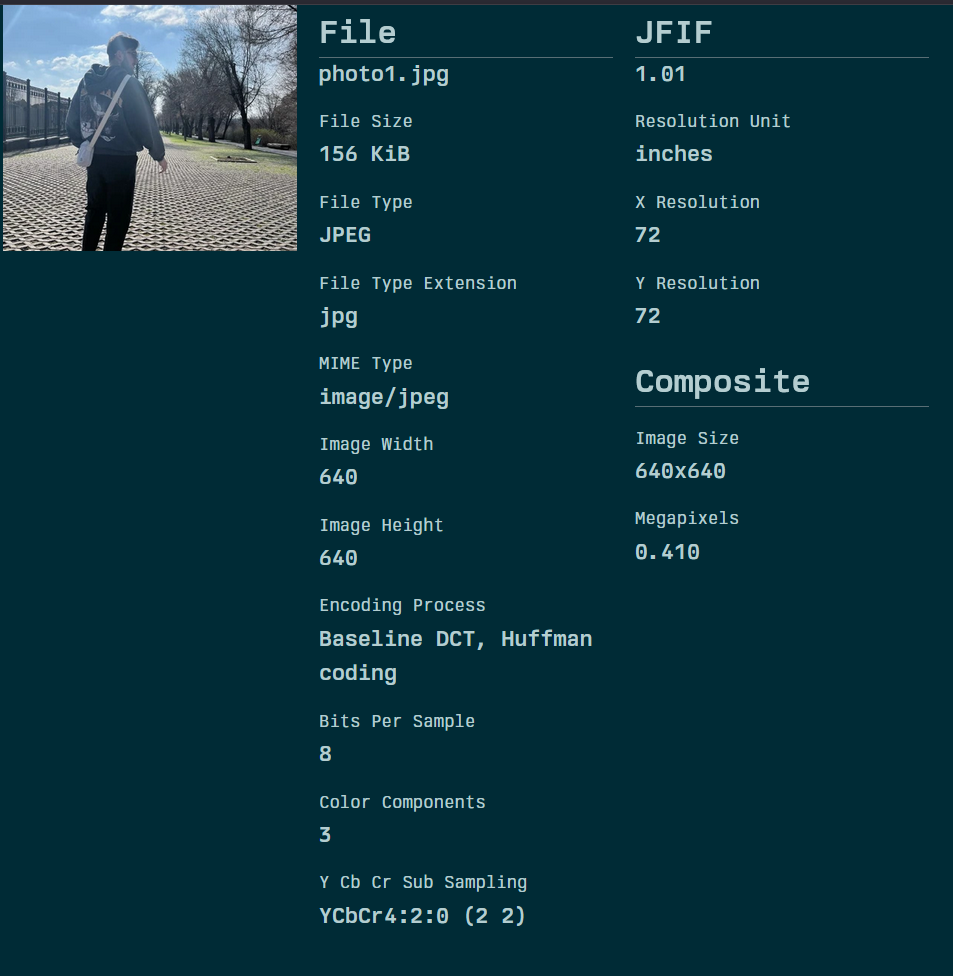 File
photo1.jpg
File Size
156 KiB
File Type
JPEG
File Type Extension
jpg
MIME Type
image/jpeg
Image Width
640
Image Height
640
Encoding Process
Baseline DCT, Huffman
coding
Bits Per Sample
8
Color Components
3
Y Cb Cr Sub Sampling
YCbCr4:2:0 (2 2)
JFIF
1.01
Resolution Unit
inches
X Resolution
72
Y Resolution
72
Composite
Image Size
640x640
Megapixels
0.410